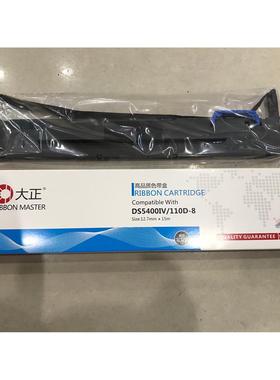 大正®
RIBBON MASTER
高品质色带盒
RIBBON CARTRIDGE
Compatible With
DS5400IV/110D-8
Size:12.7mm x 15m
QUALITY GUARANTEE